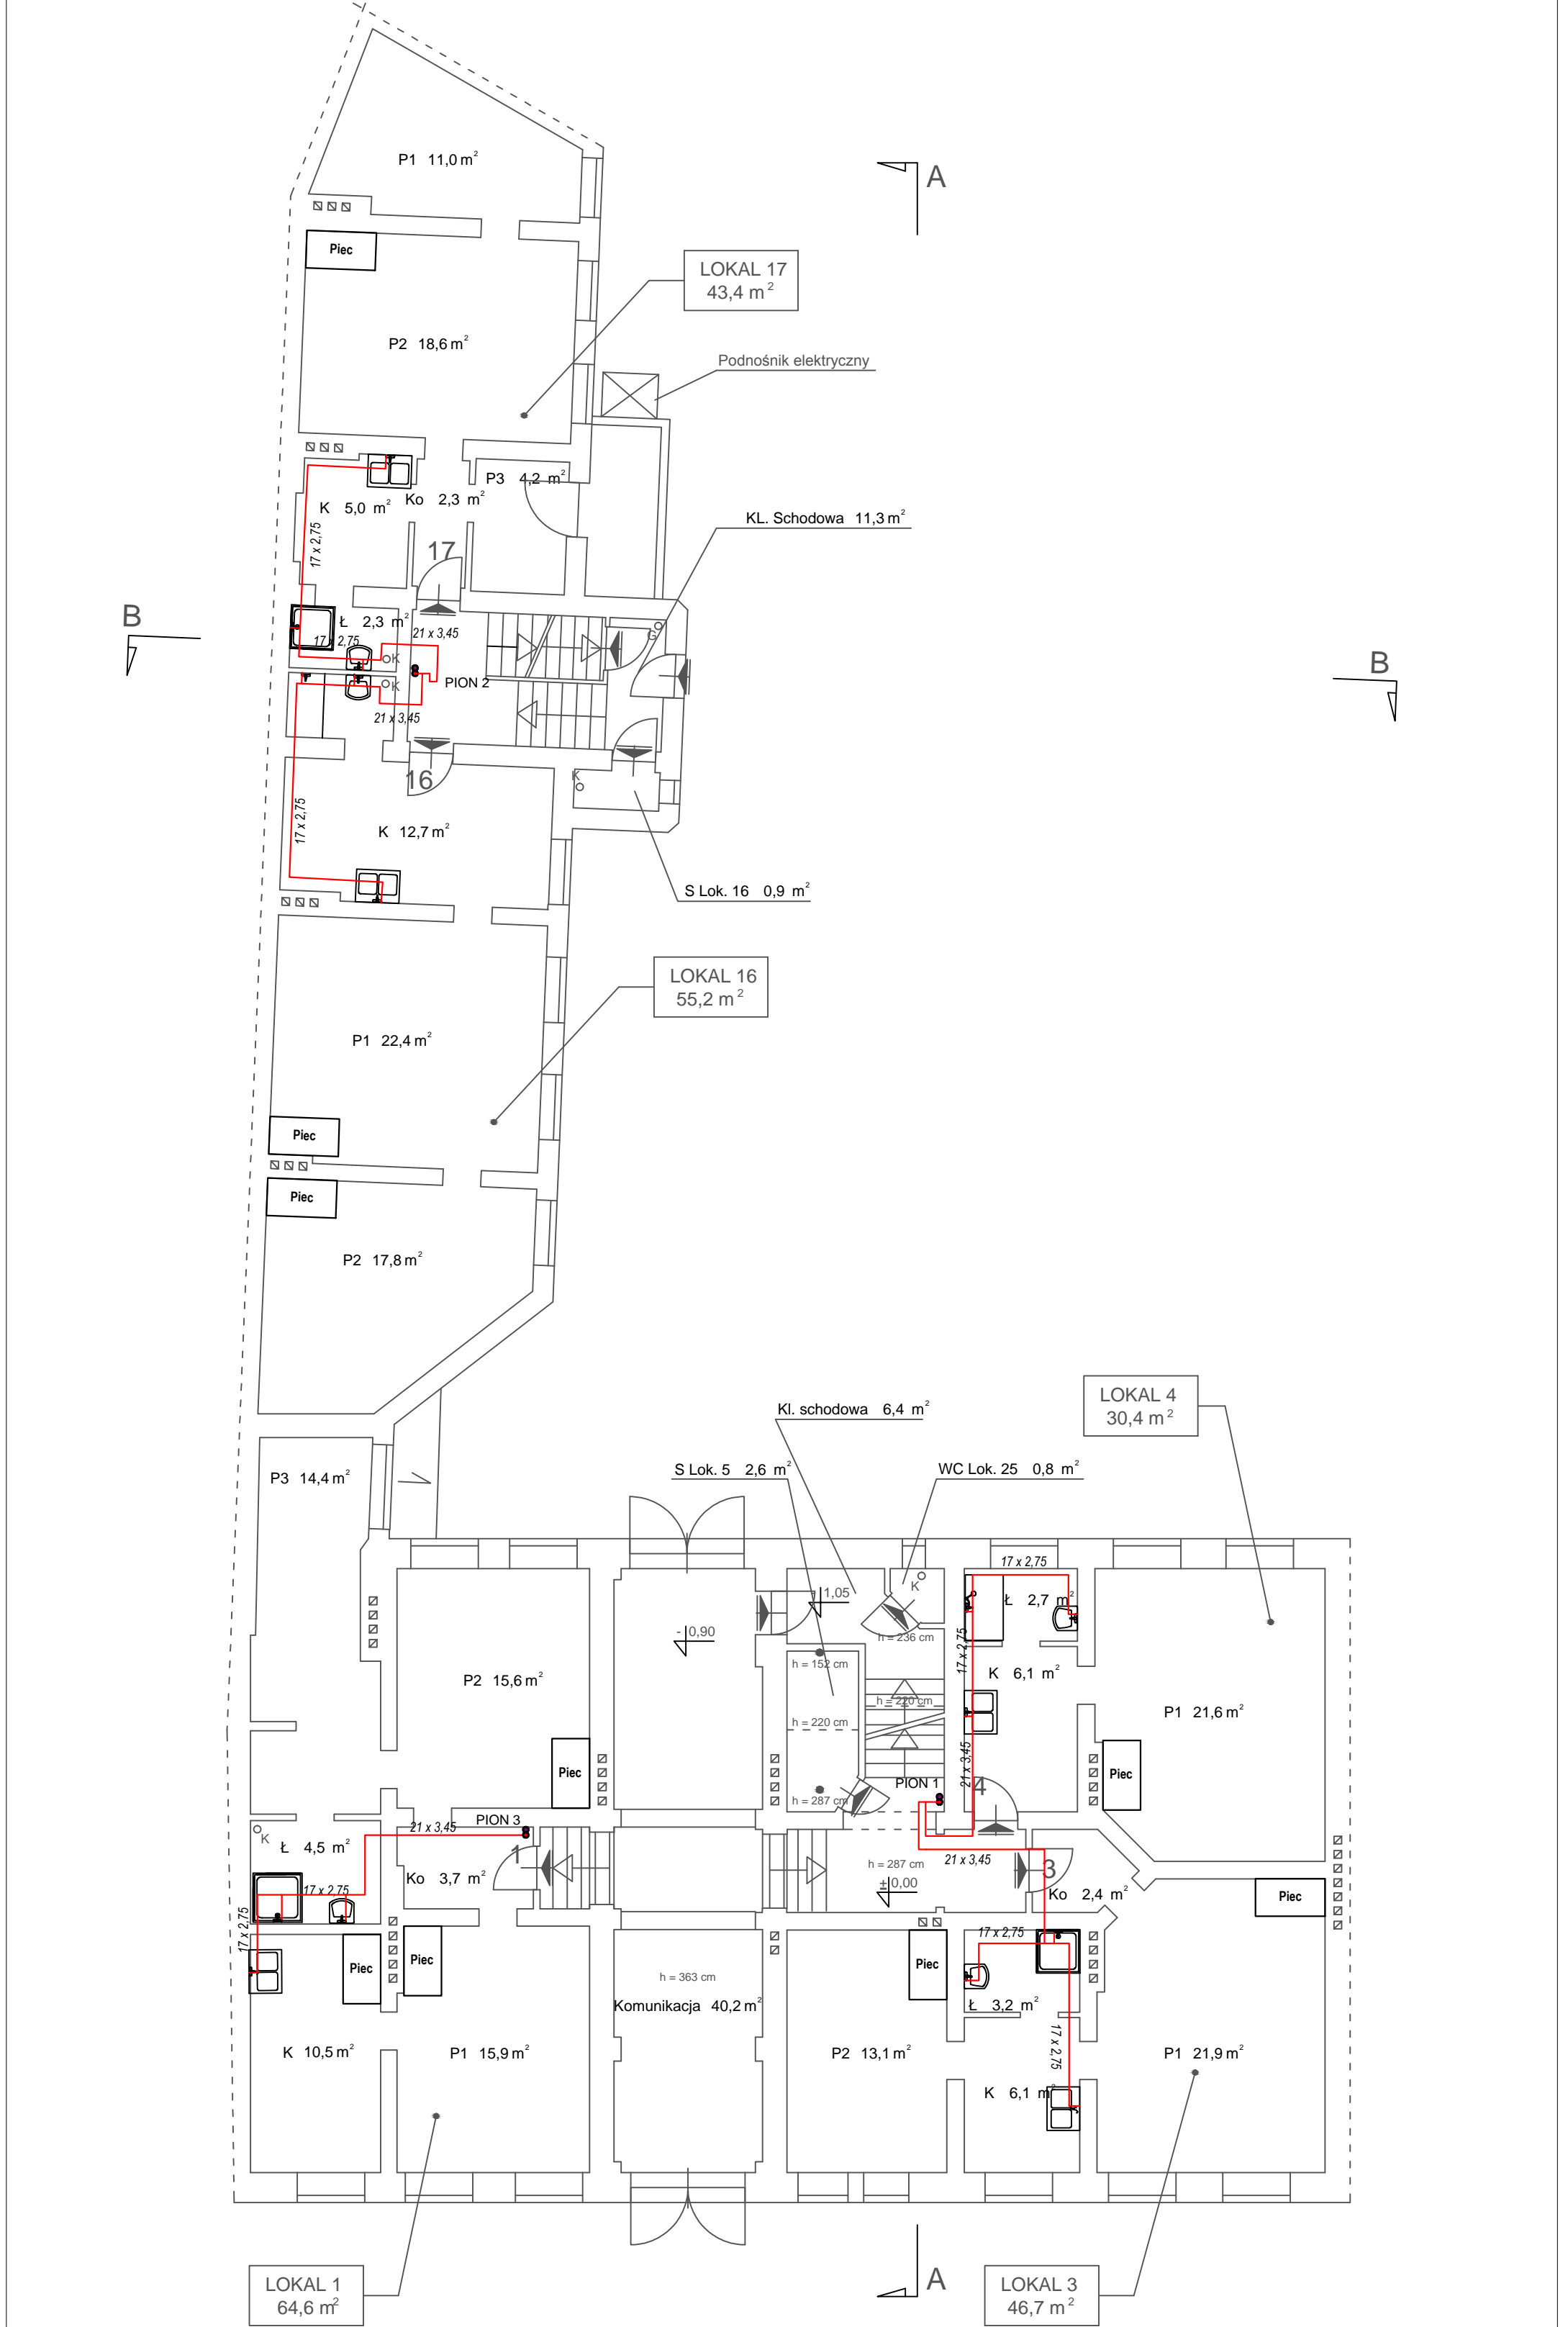 P1 11,0 m²
A
Piec
LOKAL 17
43,4 m²
P2 18,6 m²
Podnośnik elektryczny
P3 4,2 m²
Ko 2,3 m²
K 5,0 m²
KL. Schodowa 11,3 m²
17 x 2,75
17
B
Ł 2,3 m²
21 x 3,45
G
17 x 2,75
K
B
PION 2
K
21 x 3,45
16
K
17 x 2,75
K 12,7 m²
S Lok. 16 0,9 m²
LOKAL 16
55,2 m²
P1 22,4 m²
Piec
Piec
P2 17,8 m²
LOKAL 4
30,4 m²
Kl. schodowa 6,4 m²
S Lok. 5 2,6 m²
WC Lok. 25 0,8 m²
P3 14,4 m²
17 x 2,75
K
1,05
Ł 2,7 m²
- 0,90
h = 236 cm
17 x 2,75
h = 152 cm
P2 15,6 m²
K 6,1 m²
h = 220 cm
P1 21,6 m²
h = 220 cm
21 x 3,45
Piec
Piec
PION 1
4
h = 287 cm
PION 3
21 x 3,45
K
Ł 4,5 m²
1
21 x 3,45
h = 287 cm
3
Ko 3,7 m²
± 0,00
Ko 2,4 m²
17 x 2,75
Piec
17 x 2,75
17 x 2,75
Piec
Piec
Piec
h = 363 cm
Komunikacja 40,2 m²
Ł 3,2 m²
17 x 2,75
K 10,5 m²
P1 15,9 m²
P2 13,1 m²
P1 21,9 m²
K 6,1 m²
A
LOKAL 1
64,6 m²
LOKAL 3
46,7 m²